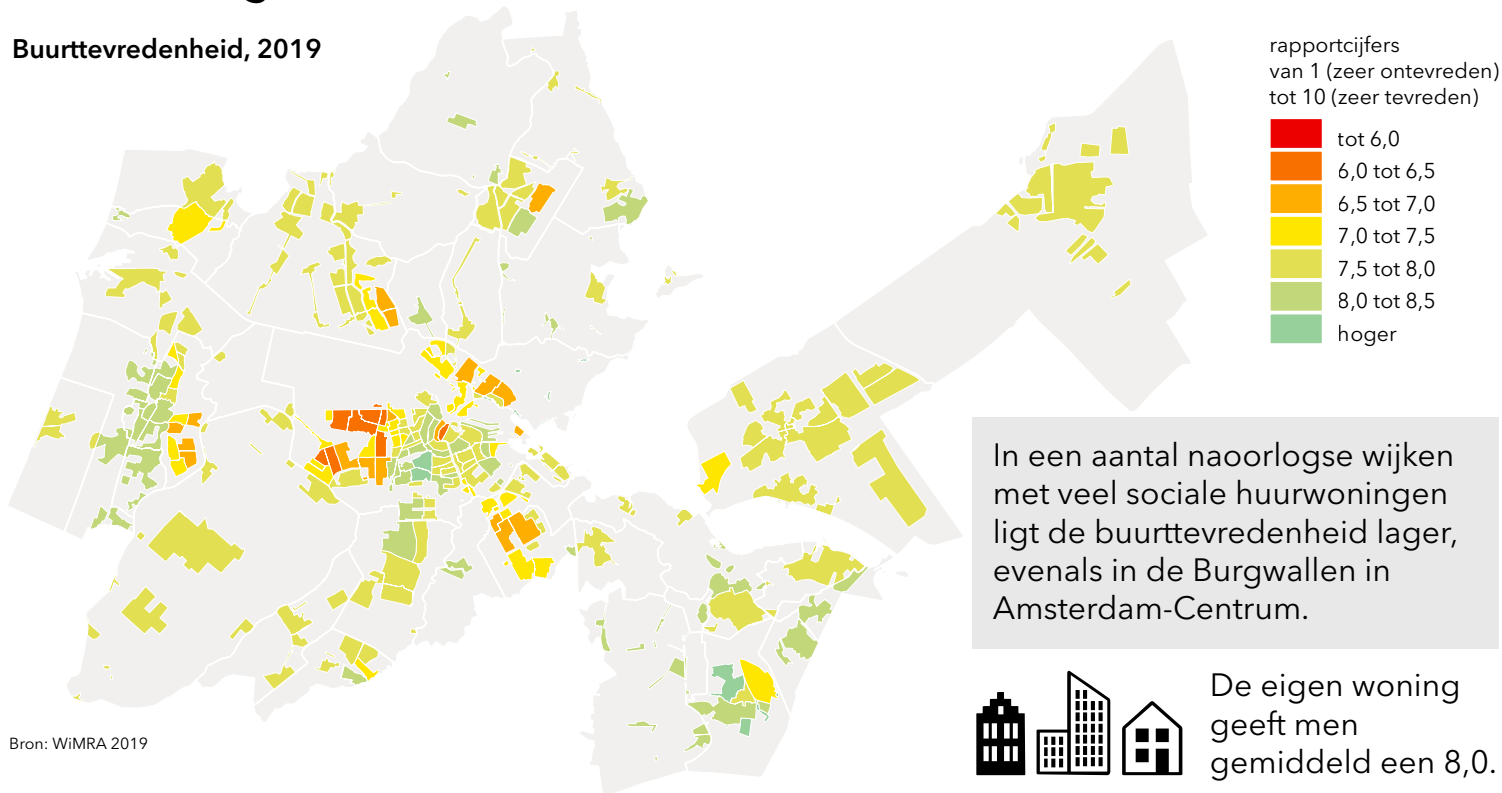 Buurttevredenheid, 2019
rapportcijfers
van 1 (zeer ontevreden)
tot 10 (zeer tevreden)
tot 6,0
6,0 tot 6,5
6,5 tot 7,0
7,0 tot 7,5
7,5 tot 8,0
8,0 tot 8,5
hoger
In een aantal naoorlogse wijken
met veel sociale huurwoningen
ligt de buurttevredenheid lager,
evenals in de Burgwallen in
Amsterdam-Centrum.
De eigen woning
geeft men
gemiddeld een 8,0.
Bron: WiMRA 2019